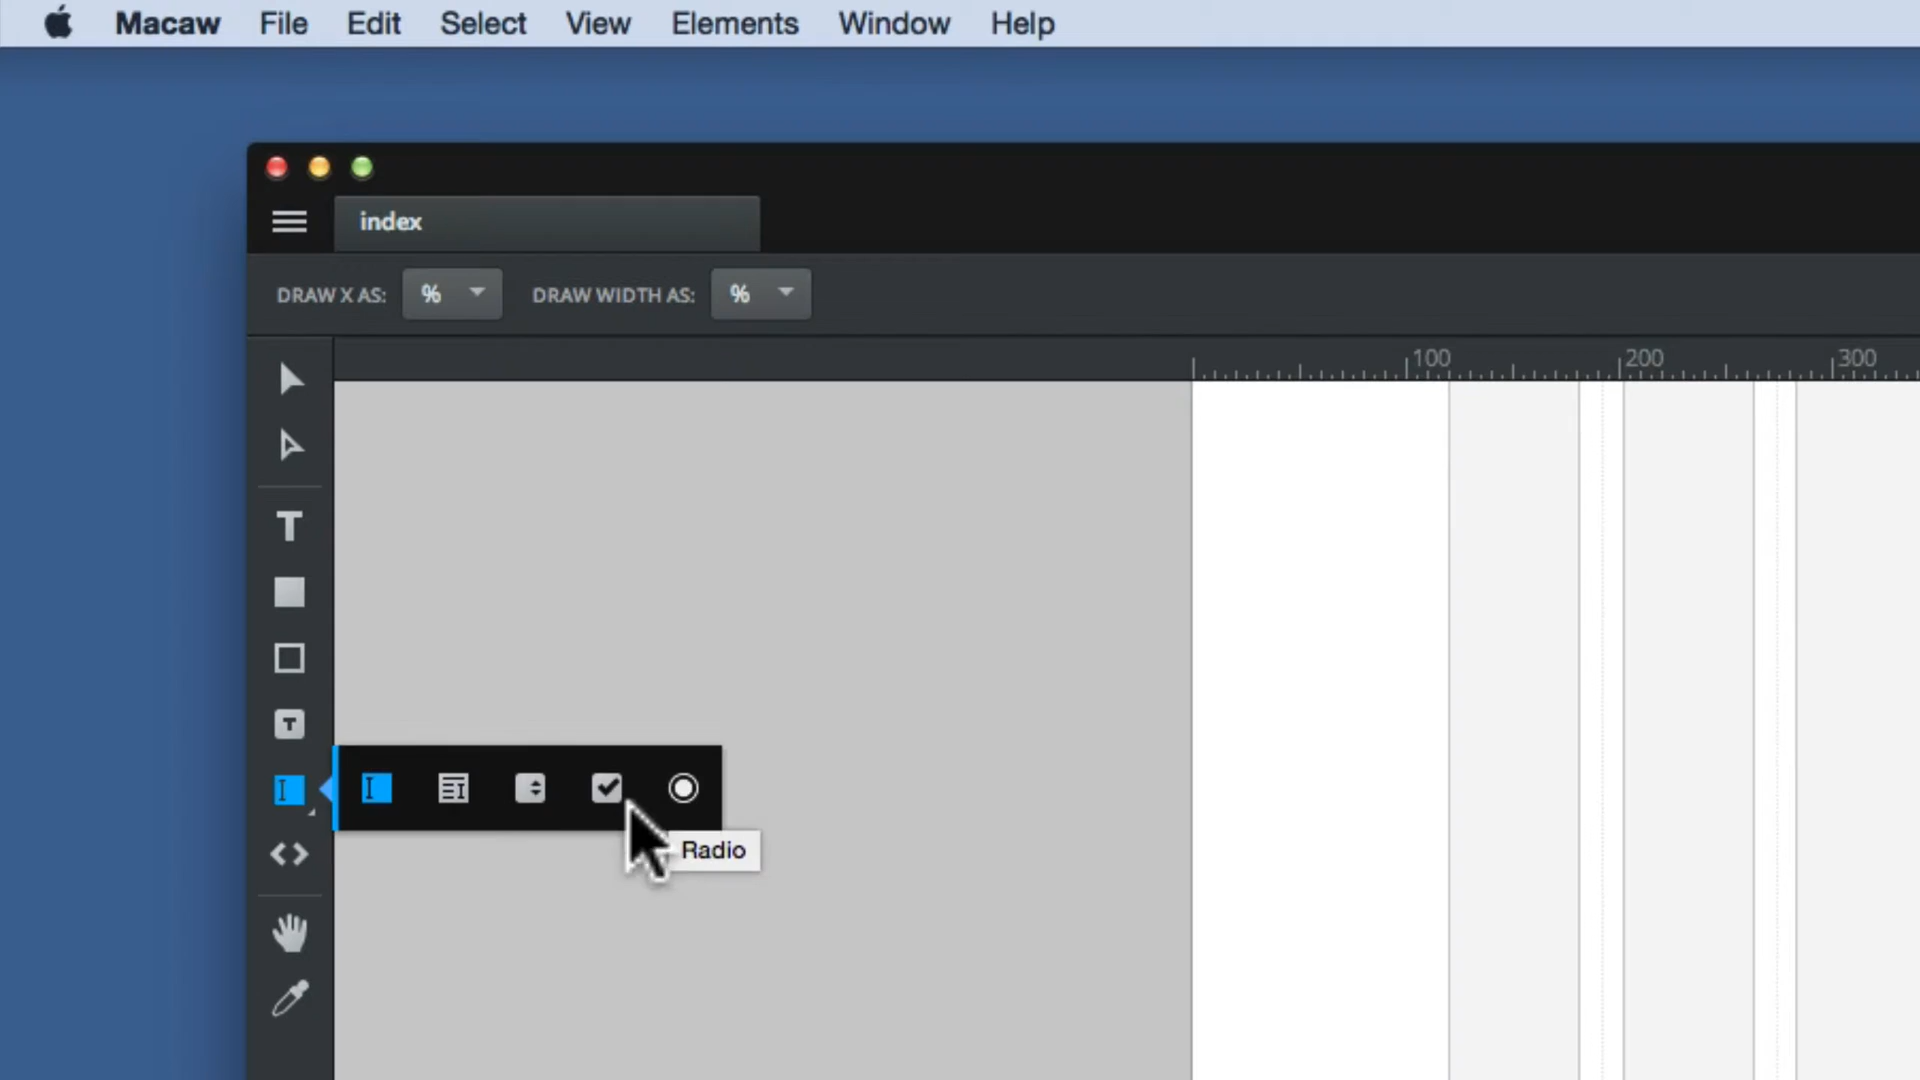 Macaw File Edit Select View Elements Window Help
index
DRAW X AS: % DRAW WIDTH AS: %
100 200 300
T
T
Radio